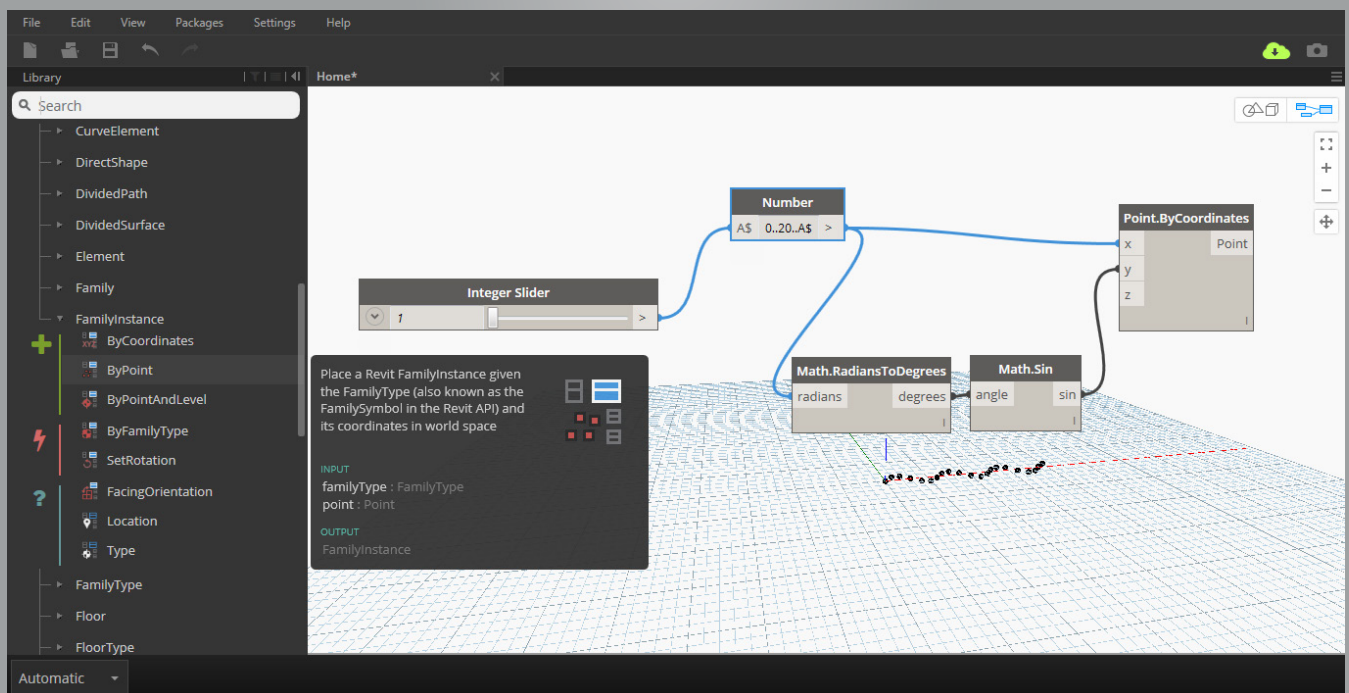 File Edit View Packages Settings Help
Library
Home*
Search
CurveElement
DirectShape
DividedPath
DividedSurface
Element
Family
FamilyInstance
ByCoordinates
ByPoint
ByPointAndLevel
ByFamilyType
SetRotation
FacingOrientation
Location
Type
FamilyType
Floor
FloorType
Automatic
Place a Revit FamilyInstance given
the FamilyType (also known as the
FamilySymbol in the Revit API) and
its coordinates in world space
INPUT
familyType : FamilyType
point : Point
OUTPUT
FamilyInstance
Integer Slider
1 >
Number
A$ 0..20..A$ >
Math.RadiansToDegrees
radians degrees
I
Math.Sin
angle sin
I
Point.ByCoordinates
x Point
y
z
I
XYZ